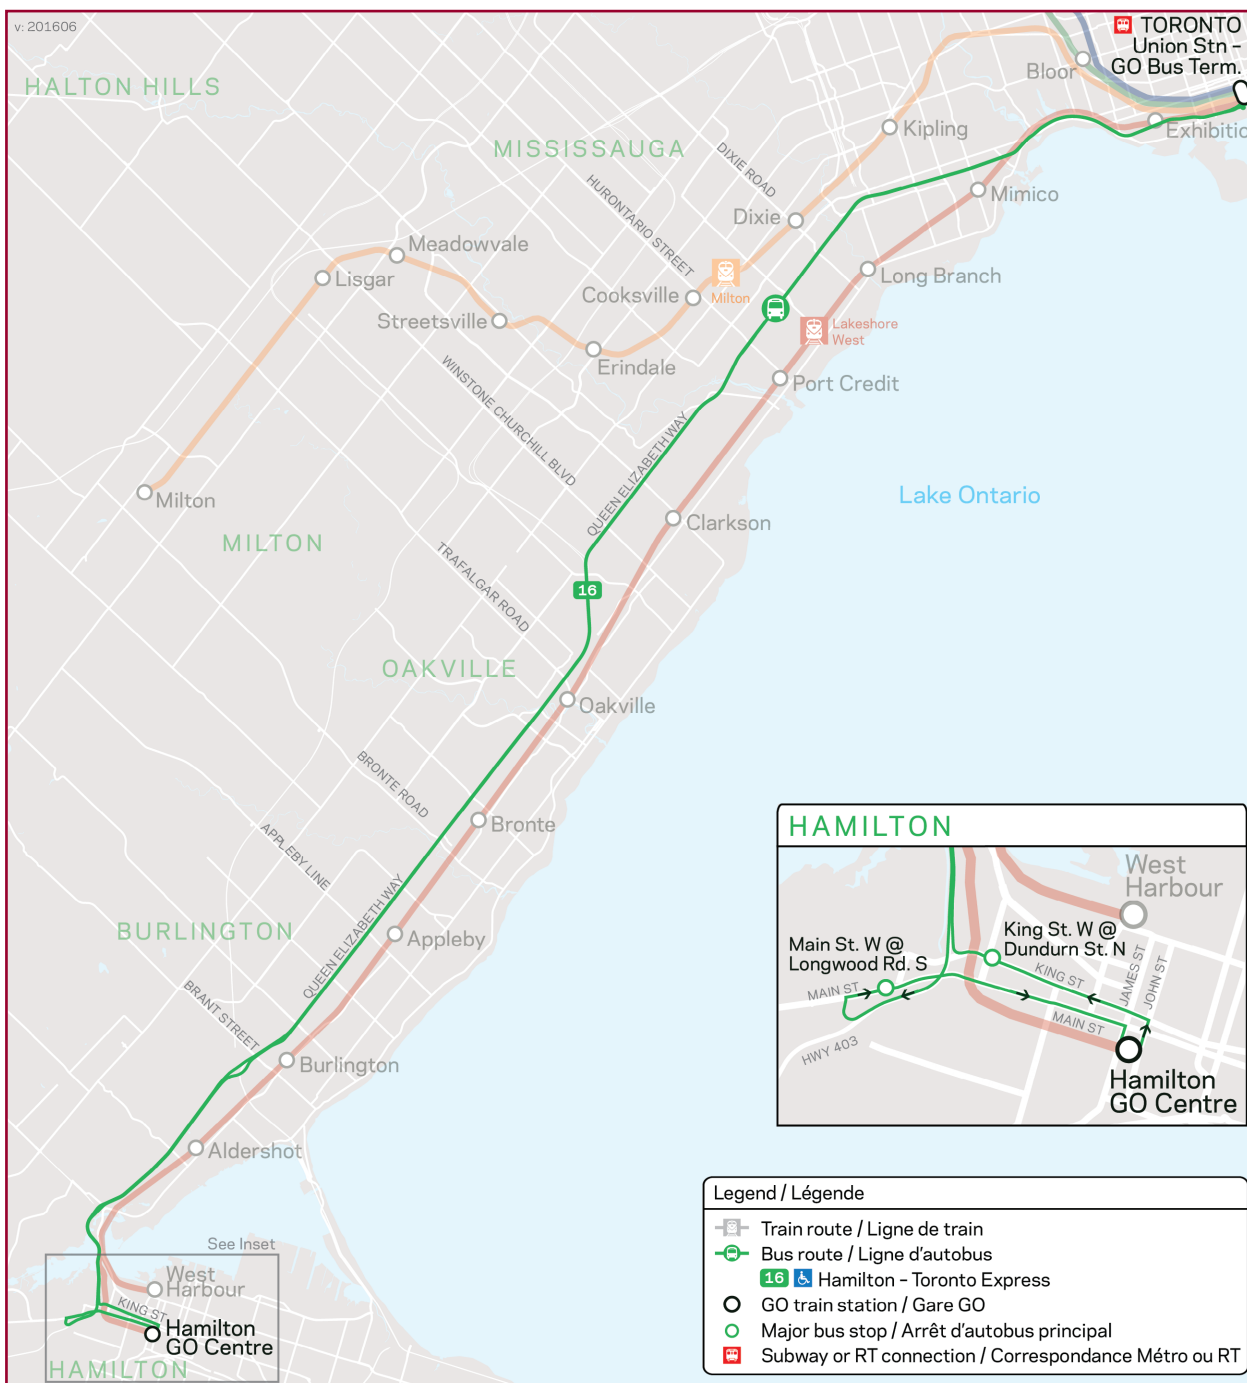 v: 201606
TORONTO
Union Stn –
GO Bus Term.
HALTON HILLS
Bloor
Kipling
Exhibitio
MISSISSAUGA
DIXIE ROAD
HURONTARIO STREET
Mimico
Dixie
Meadowvale
Lisgar
Long Branch
Cooksville
Milton
Streetsville
Lakeshore
West
Erindale
Port Credit
WINSTONE CHURCHILL BLVD
QUEEN ELIZABETH WAY
Milton
Lake Ontario
Clarkson
MILTON
TRAFALGAR ROAD
16
OAKVILLE
Oakville
BRONTE ROAD
Bronte
APPLEBY LINE
QUEEN ELIZABETH WAY
BURLINGTON
Appleby
BRANT STREET
Burlington
Aldershot
See Inset
West
Harbour
KING ST
Hamilton
GO Centre
HAMILTON
HAMILTON
West
Harbour
King St. W @
Dundurn St. N
Main St. W @
Longwood Rd. S
MAIN ST
KING ST
JAMES ST
JOHN ST
MAIN ST
HWY 403
Hamilton
GO Centre
Legend / Légende
Train route / Ligne de train
Bus route / Ligne d'autobus
16 Hamilton – Toronto Express
GO train station / Gare GO
Major bus stop / Arrêt d'autobus principal
Subway or RT connection / Correspondance Métro ou RT